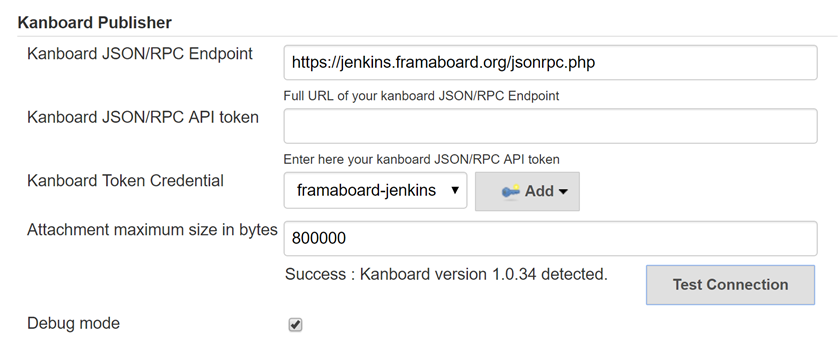 Kanboard Publisher
Kanboard JSON/RPC Endpoint
https://jenkins.framaboard.org/jsonrpc.php
Full URL of your kanboard JSON/RPC Endpoint
Kanboard JSON/RPC API token
Enter here your kanboard JSON/RPC API token
Kanboard Token Credential
framaboard-jenkins
Add
Attachment maximum size in bytes
800000
Success : Kanboard version 1.0.34 detected.
Test Connection
Debug mode